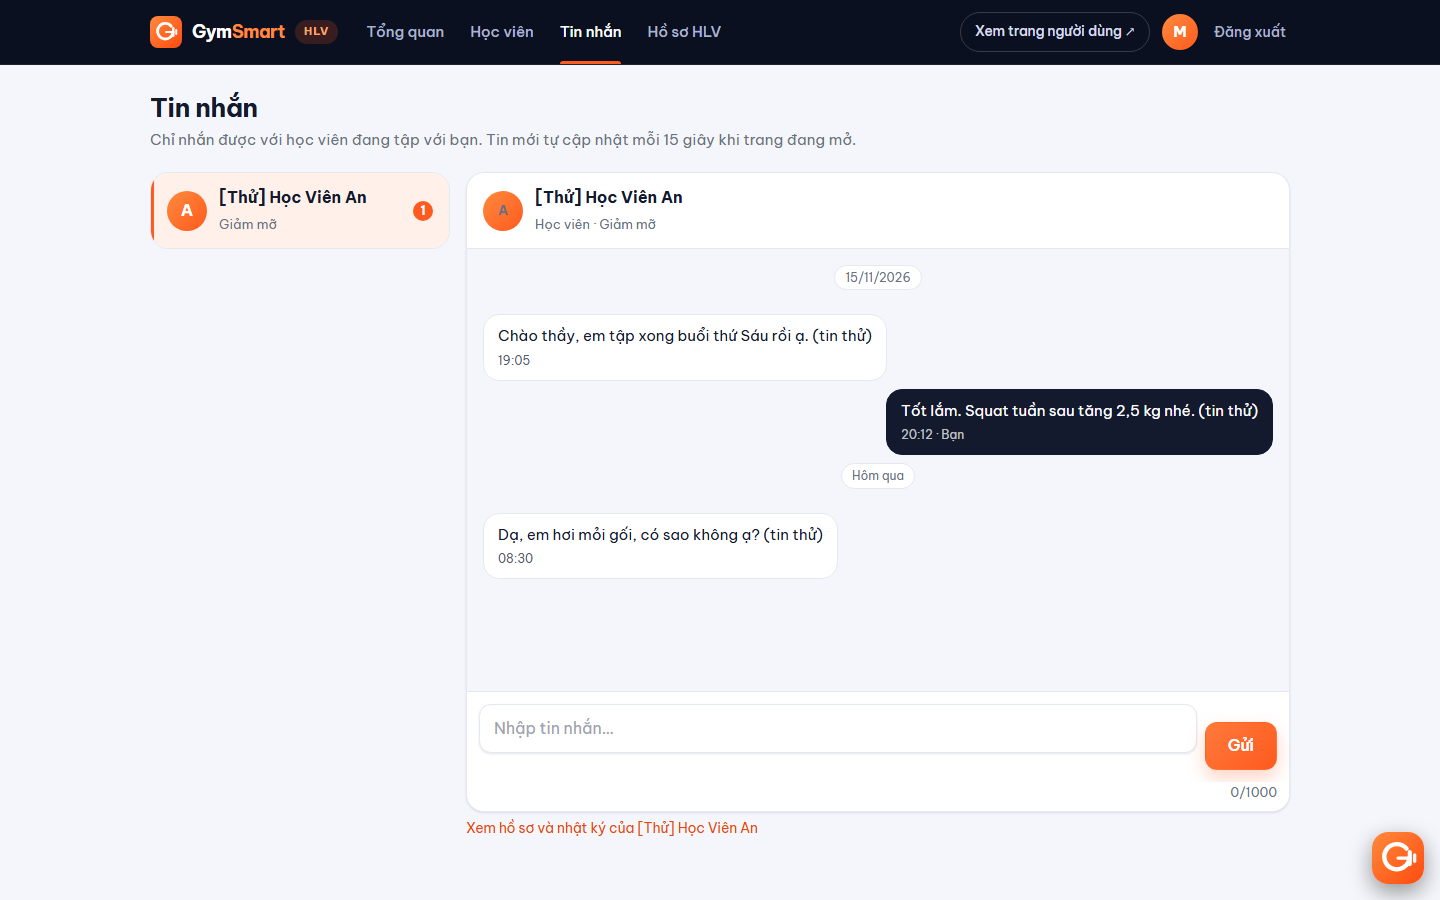 GymSmart HLV Tổng quan Học viên Tin nhắn Hồ sơ HLV Xem trang người dùng ↗ M Đăng xuất
Tin nhắn
Chỉ nhắn được với học viên đang tập với bạn. Tin mới tự cập nhật mỗi 15 giây khi trang đang mở.
A
[Thử] Học Viên An
Giảm mỡ
1
A
[Thử] Học Viên An
Học viên · Giảm mỡ
15/11/2026
Chào thầy, em tập xong buổi thứ Sáu rồi ạ. (tin thử)
19:05
Tốt lắm. Squat tuần sau tăng 2,5 kg nhé. (tin thử)
20:12 · Bạn
Hôm qua
Dạ, em hơi mỏi gối, có sao không ạ? (tin thử)
08:30
Nhập tin nhắn...
Gửi
0/1000
Xem hồ sơ và nhật ký của [Thử] Học Viên An